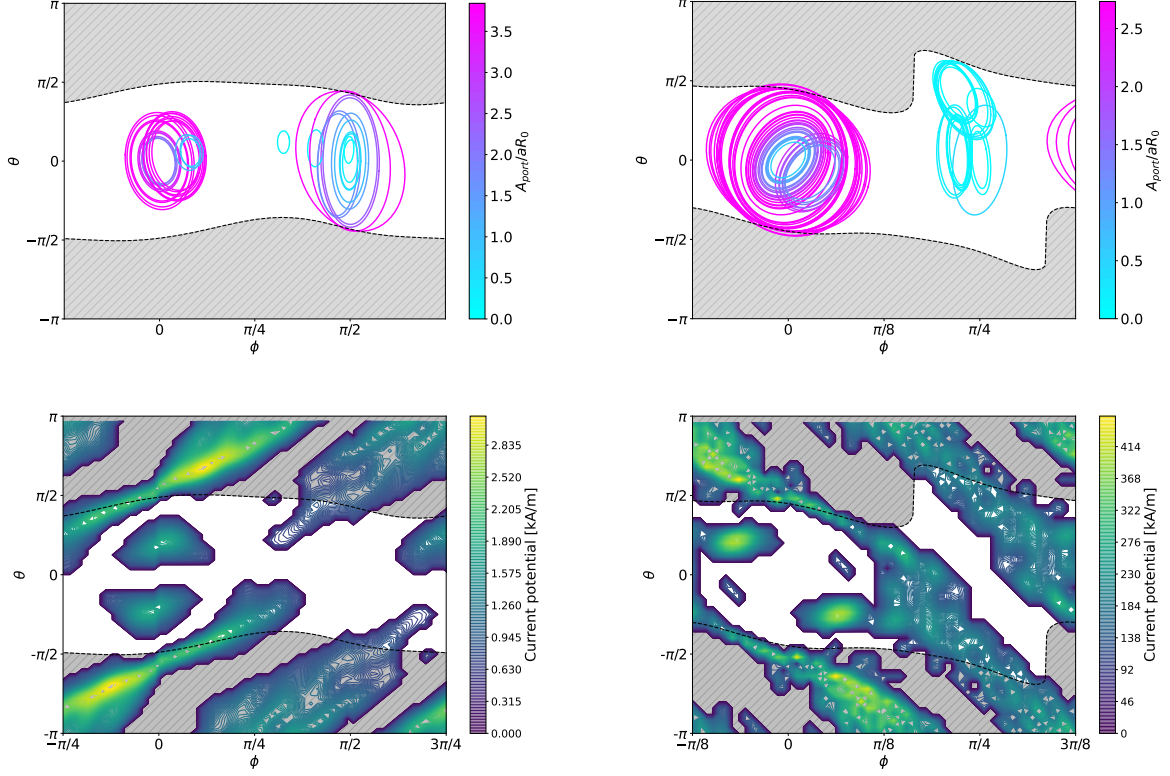 π
π/2
0
−π/2
−π
θ
0
π/4
π/2
ϕ
3.5
3.0
2.5
2.0
1.5
1.0
0.5
0.0
A_port/aR_0
π
π/2
0
−π/2
−π
θ
0
π/8
π/4
ϕ
2.5
2.0
1.5
1.0
0.5
0.0
A_port/aR_0
π
π/2
0
-π/2
-π
θ
−π/4
0
π/4
π/2
3π/4
ϕ
2.835
2.520
2.205
1.890
1.575
1.260
0.945
0.630
0.315
0.000
Current potential [kA/m]
π
π/2
0
-π/2
-π
θ
−π/8
0
π/8
π/4
3π/8
ϕ
414
368
322
276
230
184
138
92
46
0
Current potential [kA/m]